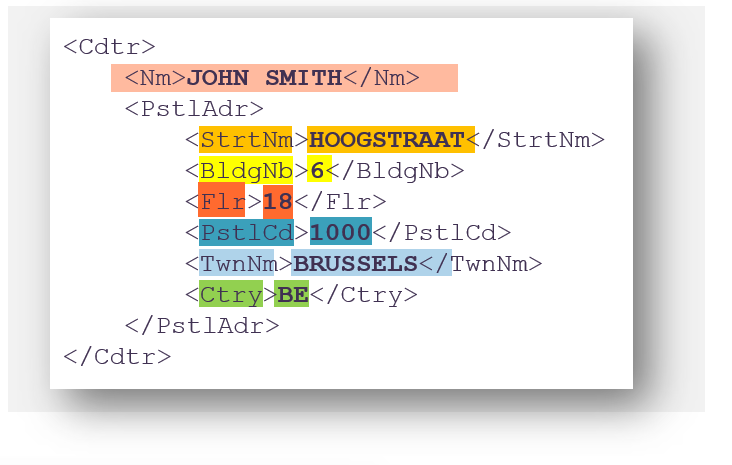 <Cdtr>
<Nm>JOHN SMITH</Nm>
<PstlAdr>
<StrtNm>HOOGSTRAAT</StrtNm>
<BldgNb>6</BldgNb>
<Flr>18</Flr>
<PstlCd>1000</PstlCd>
<TwnNm>BRUSSELS</TwnNm>
<Ctry>BE</Ctry>
</PstlAdr>
</Cdtr>